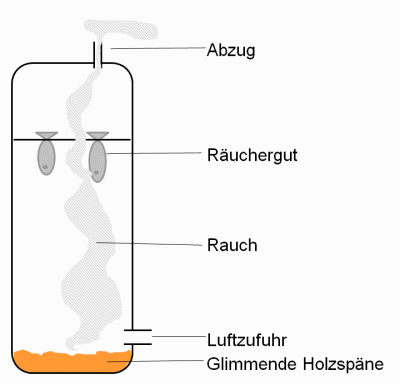 Abzug
Räuchergut
Rauch
Luftzufuhr
Glimmende Holzspäne